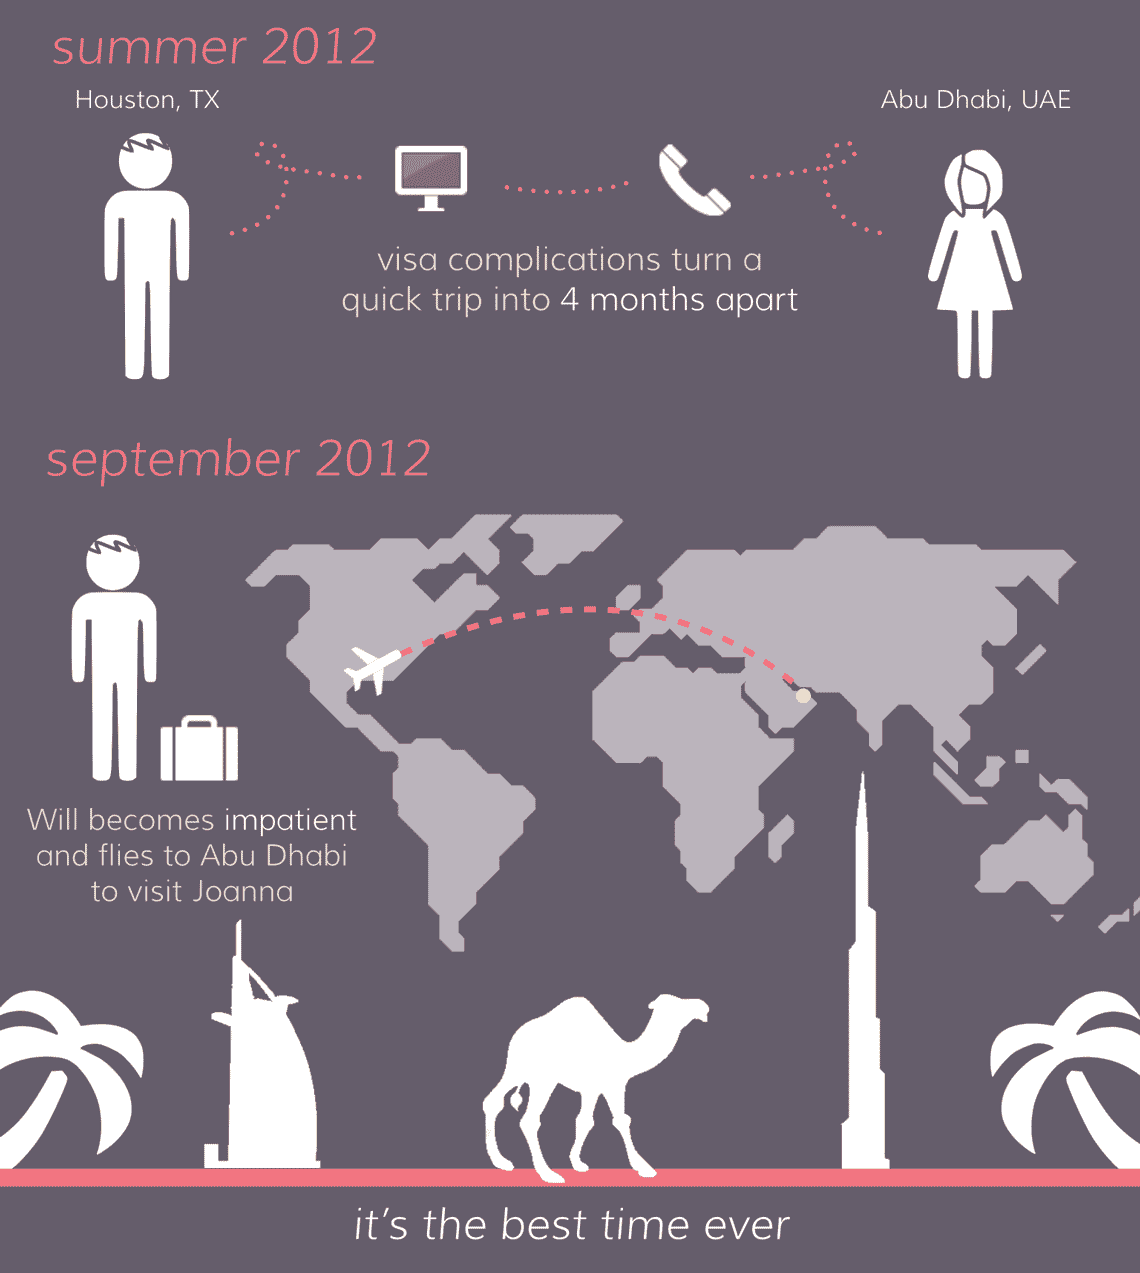 summer 2012
Houston, TX
Abu Dhabi, UAE
visa complications turn a
quick trip into 4 months apart
september 2012
Will becomes impatient
and flies to Abu Dhabi
to visit Joanna
it's the best time ever